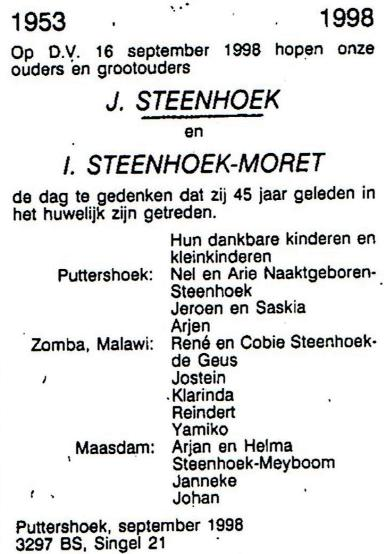 1953 1998
Op D.V. 16 september 1998 hopen onze
ouders en grootouders
J. STEENHOEK
en
I. STEENHOEK-MORET
de dag te gedenken dat zij 45 jaar geleden in
het huwelijk zijn getreden.
Hun dankbare kinderen en
kleinkinderen
Puttershoek: Nel en Arie Naaktgeboren-
Steenhoek
Jeroen en Saskia
Arjen
Zomba, Malawi: René en Cobie Steenhoek-
de Geus
Jostein
Klarinda
Reindert
Yamiko
Maasdam: Arjan en Helma
Steenhoek-Meyboom
Janneke
Johan
Puttershoek, september 1998
3297 BS, Singel 21